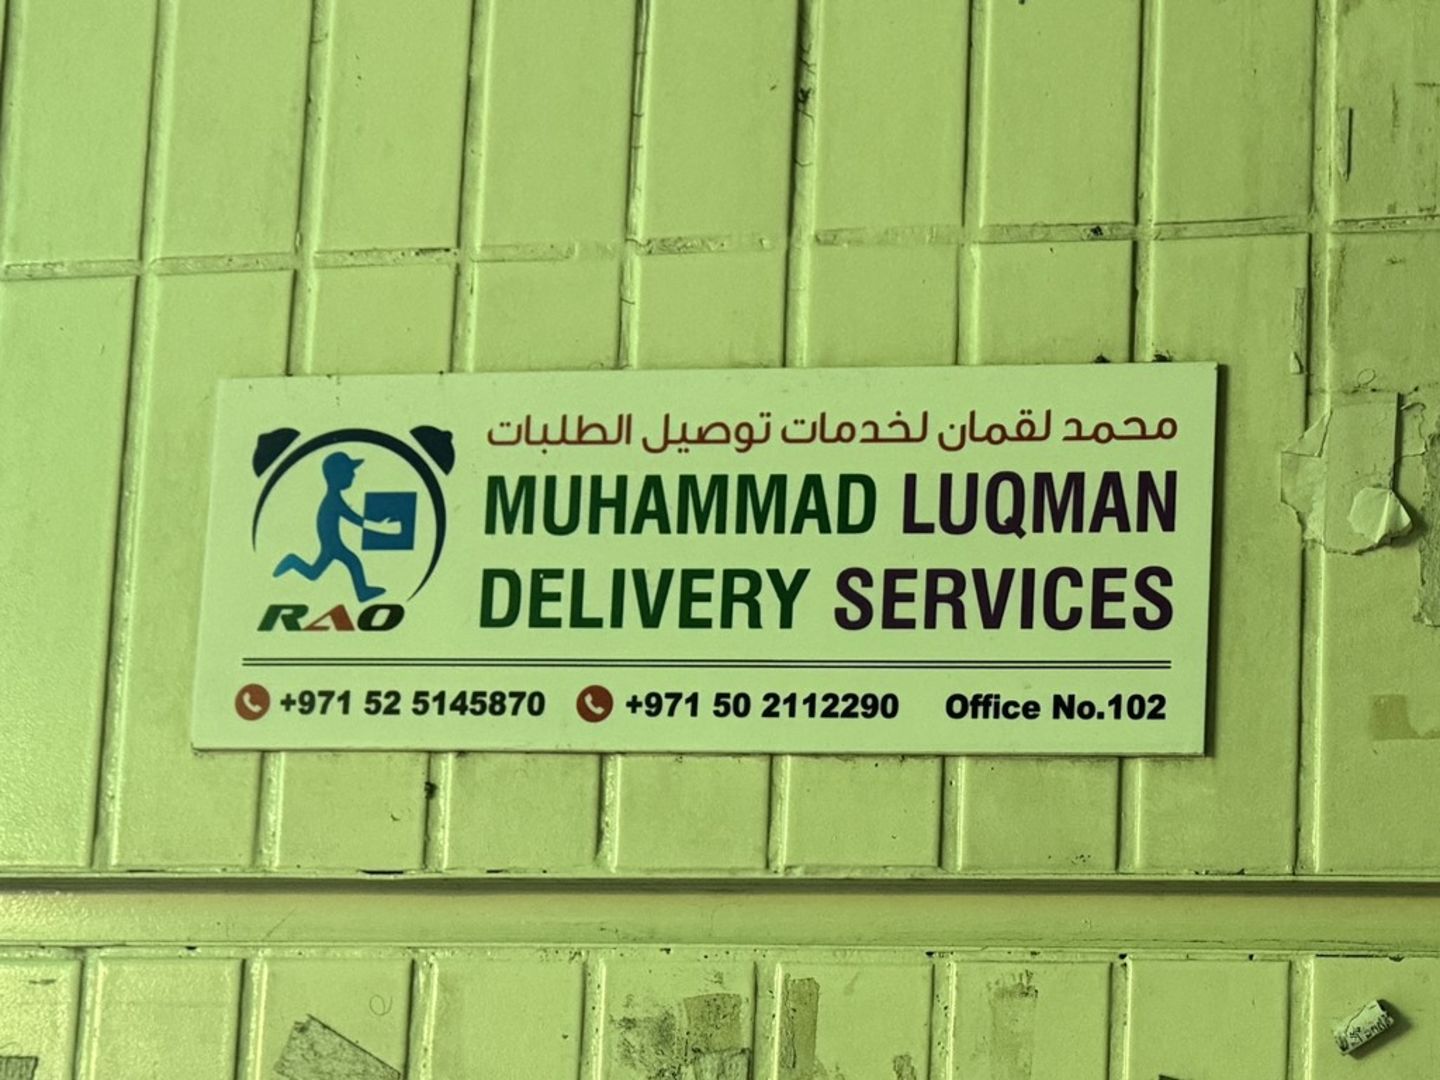 محمد لقمان لخدمات توصيل الطلبات
MUHAMMAD LUQMAN
DELIVERY SERVICES
RAO
+971 52 5145870 +971 50 2112290 Office No.102